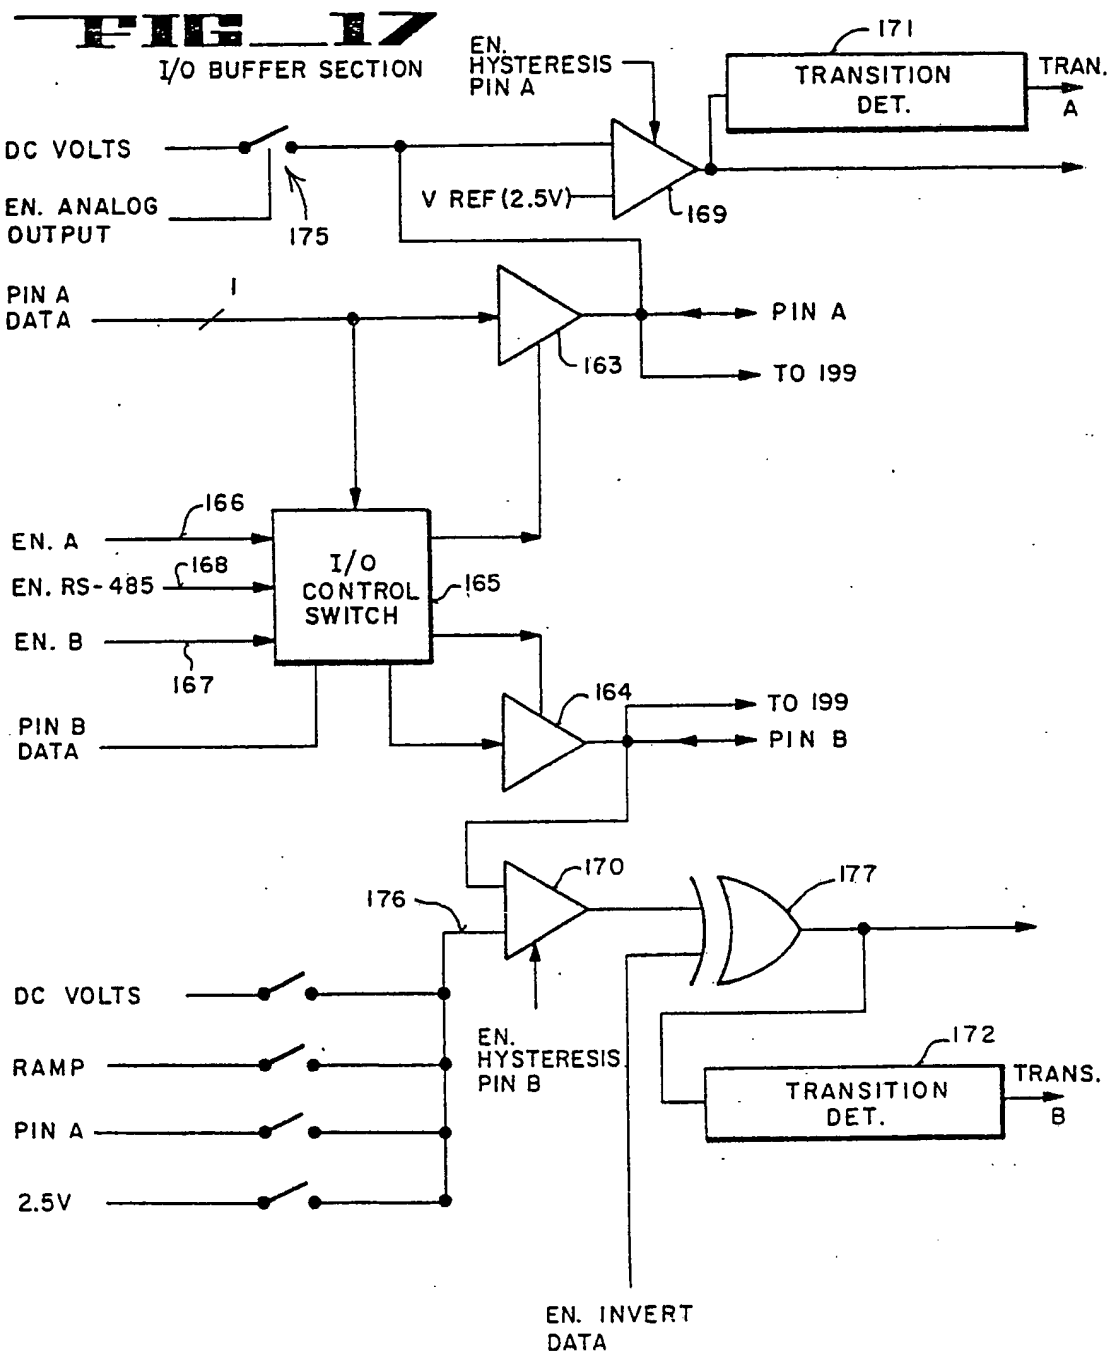 FIG_17
I/O BUFFER SECTION
EN.
HYSTERESIS
PIN A
171
TRANSITION
DET.
TRAN.
A
DC VOLTS
EN. ANALOG
OUTPUT
175
V REF (2.5V)
169
PIN A
DATA
1
163
PIN A
TO 199
EN. A
166
EN. RS-485
168
EN. B
167
I/O
CONTROL
SWITCH
165
PIN B
DATA
164
TO 199
PIN B
170
176
177
DC VOLTS
RAMP
PIN A
2.5V
EN.
HYSTERESIS
PIN B
172
TRANSITION
DET.
TRANS.
B
EN. INVERT
DATA